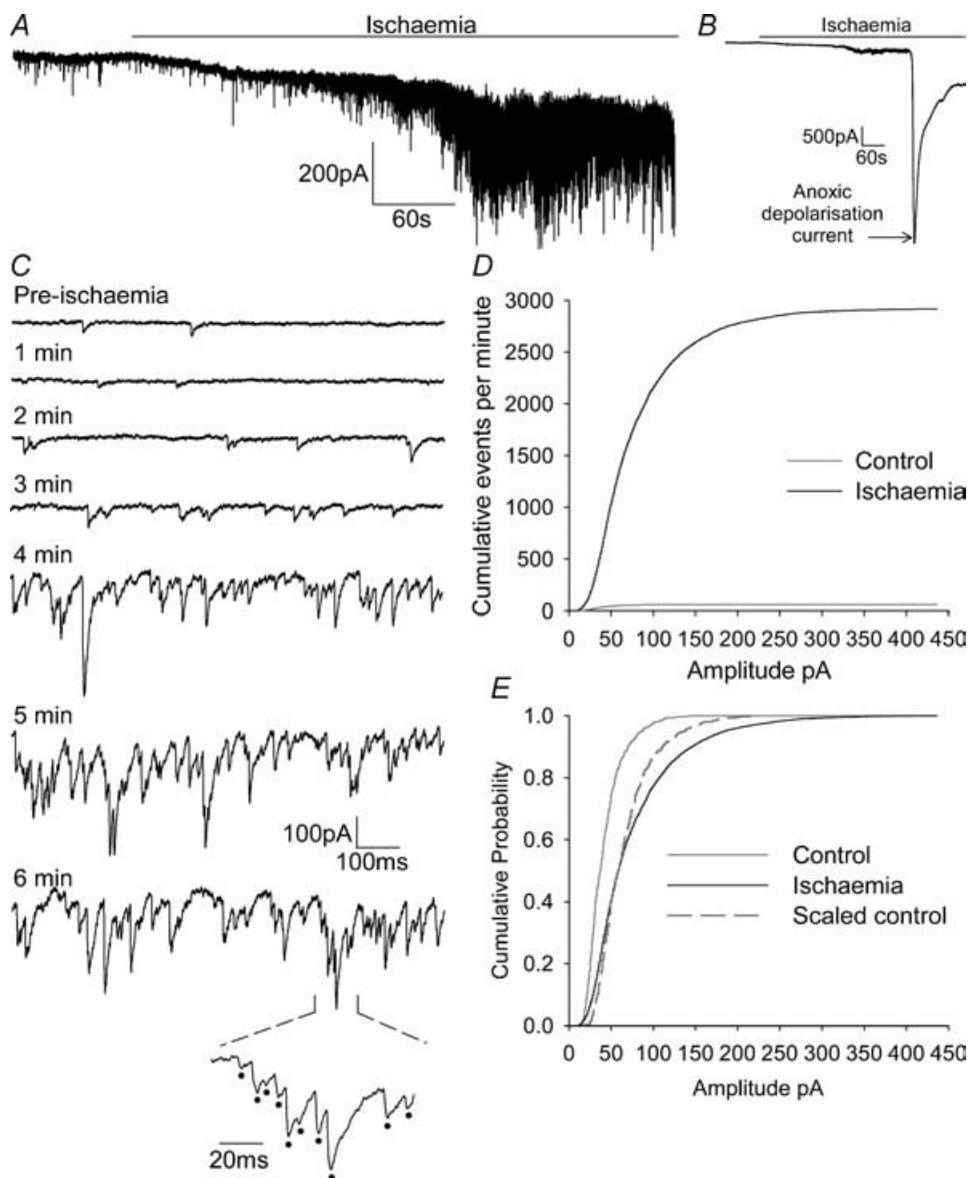 A
Ischaemia
200pA
60s
B
Ischaemia
500pA
60s
Anoxic
depolarisation
current
C
Pre-ischaemia
1 min
2 min
3 min
4 min
5 min
100pA
100ms
6 min
20ms
D
Cumulative events per minute
3000
2500
2000
1500
1000
500
0
Control
Ischaemia
0 50 100 150 200 250 300 350 400 450
Amplitude pA
E
Cumulative Probability
1.0
0.8
0.6
0.4
0.2
0.0
Control
Ischaemia
Scaled control
0 50 100 150 200 250 300 350 400 450
Amplitude pA